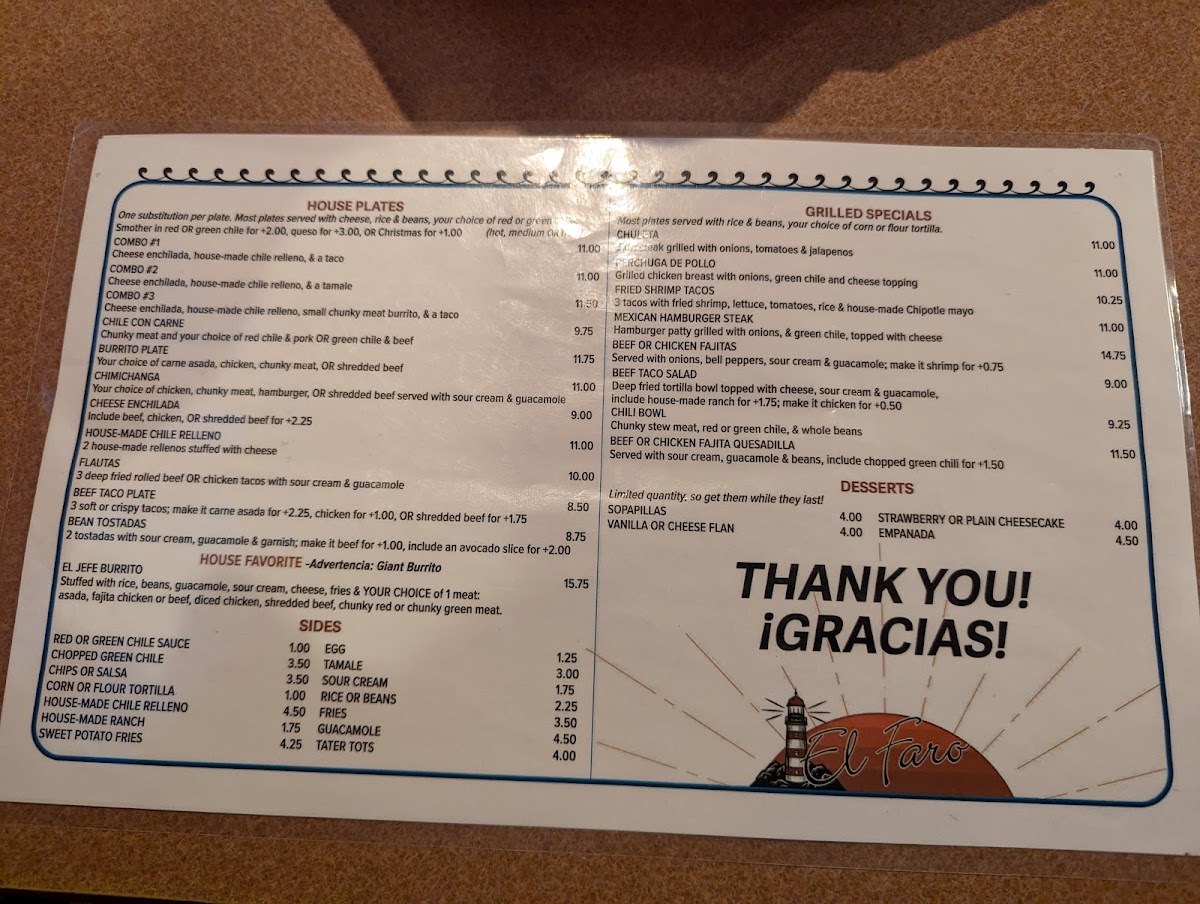 HOUSE PLATES
One substitution per plate. Most plates served with cheese, rice & beans, your choice of red or green
Smother in red OR green chile for +2.00, queso for +3.00, OR Christmas for +1.00 (hot, medium OR
COMBO #1 11.00
Cheese enchilada, house-made chile relleno, & a taco
COMBO #2 11.00
Cheese enchilada, house-made chile relleno, & a tamale
COMBO #3 11.50
Cheese enchilada, house-made chile relleno, small chunky meat burrito, & a taco
CHILE CON CARNE 9.75
Chunky meat and your choice of red chile & pork OR green chile & beef
BURRITO PLATE 11.75
Your choice of carne asada, chicken, chunky meat, OR shredded beef
CHIMICHANGA 11.00
Your choice of chicken, chunky meat, hamburger, OR shredded beef served with sour cream & guacamole
CHEESE ENCHILADA 9.00
Include beef, chicken, OR shredded beef for +2.25
HOUSE-MADE CHILE RELLENO 11.00
2 house-made rellenos stuffed with cheese
FLAUTAS 10.00
3 deep fried rolled beef OR chicken tacos with sour cream & guacamole
BEEF TACO PLATE 8.50
3 soft or crispy tacos; make it carne asada for +2.25, chicken for +1.00, OR shredded beef for +1.75
BEAN TOSTADAS 8.75
2 tostadas with sour cream, guacamole & garnish; make it beef for +1.00, include an avocado slice for +2.00
HOUSE FAVORITE -Advertencia: Giant Burrito
EL JEFE BURRITO 15.75
Stuffed with rice, beans, guacamole, sour cream, cheese, fries & YOUR CHOICE of 1 meat:
asada, fajita chicken or beef, diced chicken, shredded beef, chunky red or chunky green meat.
SIDES
RED OR GREEN CHILE SAUCE 1.00 EGG 1.25
CHOPPED GREEN CHILE 3.50 TAMALE 3.00
CHIPS OR SALSA 3.50 SOUR CREAM 1.75
CORN OR FLOUR TORTILLA 1.00 RICE OR BEANS 2.25
HOUSE-MADE CHILE RELLENO 4.50 FRIES 3.50
HOUSE-MADE RANCH 1.75 GUACAMOLE 4.50
SWEET POTATO FRIES 4.25 TATER TOTS 4.00
GRILLED SPECIALS
Most plates served with rice & beans, your choice of corn or flour tortilla.
CHULETA 11.00
steak grilled with onions, tomatoes & jalapenos
PERCHUGA DE POLLO 11.00
Grilled chicken breast with onions, green chile and cheese topping
FRIED SHRIMP TACOS 10.25
3 tacos with fried shrimp, lettuce, tomatoes, rice & house-made Chipotle mayo
MEXICAN HAMBURGER STEAK 11.00
Hamburger patty grilled with onions, & green chile, topped with cheese
BEEF OR CHICKEN FAJITAS 14.75
Served with onions, bell peppers, sour cream & guacamole; make it shrimp for +0.75
BEEF TACO SALAD 9.00
Deep fried tortilla bowl topped with cheese, sour cream & guacamole,
include house-made ranch for +1.75; make it chicken for +0.50
CHILI BOWL 9.25
Chunky stew meat, red or green chile, & whole beans
BEEF OR CHICKEN FAJITA QUESADILLA 11.50
Served with sour cream, guacamole & beans, include chopped green chili for +1.50
DESSERTS
Limited quantity, so get them while they last!
SOPAPILLAS 4.00 STRAWBERRY OR PLAIN CHEESECAKE 4.00
VANILLA OR CHEESE FLAN 4.00 EMPANADA 4.50
THANK YOU!
¡GRACIAS!
El Faro